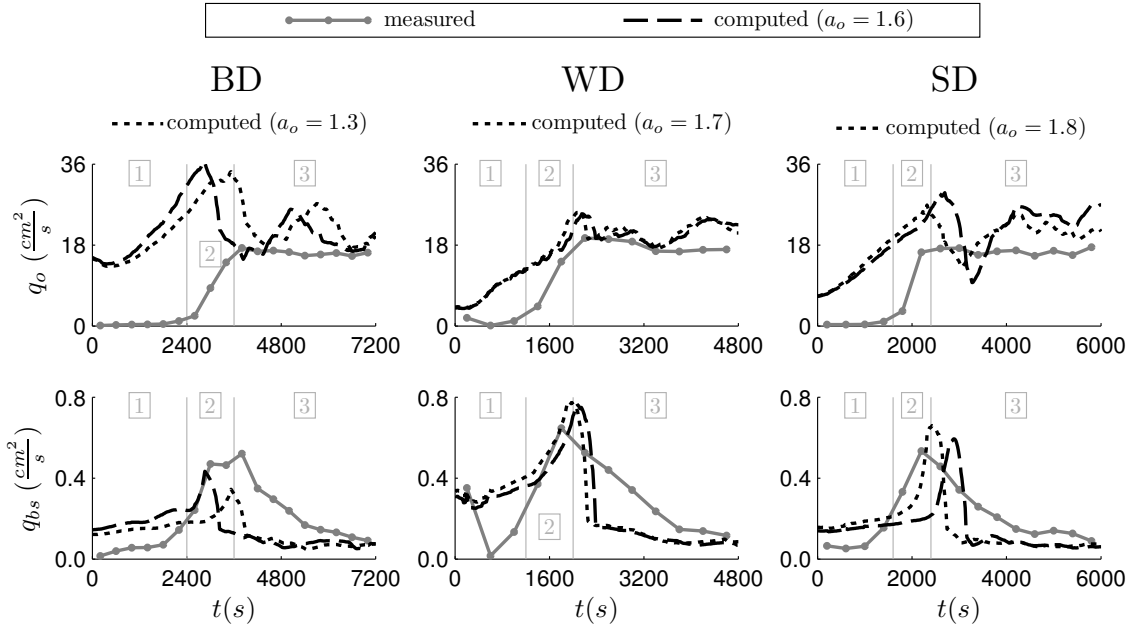 measured computed (a_o = 1.6)
BD WD SD
computed (a_o = 1.3) computed (a_o = 1.7) computed (a_o = 1.8)
q_o (cm^2/s)
36 36 36
18 18 18
0 0 0
1 2 3 1 2 3 1 2 3
0 2400 4800 7200 0 1600 3200 4800 0 2000 4000 6000
q_bs (cm^2/s)
0.8 0.8 0.8
0.4 0.4 0.4
0.0 0.0 0.0
1 2 3 1 2 3 1 2 3
0 2400 4800 7200 0 1600 3200 4800 0 2000 4000 6000
t(s) t(s) t(s)